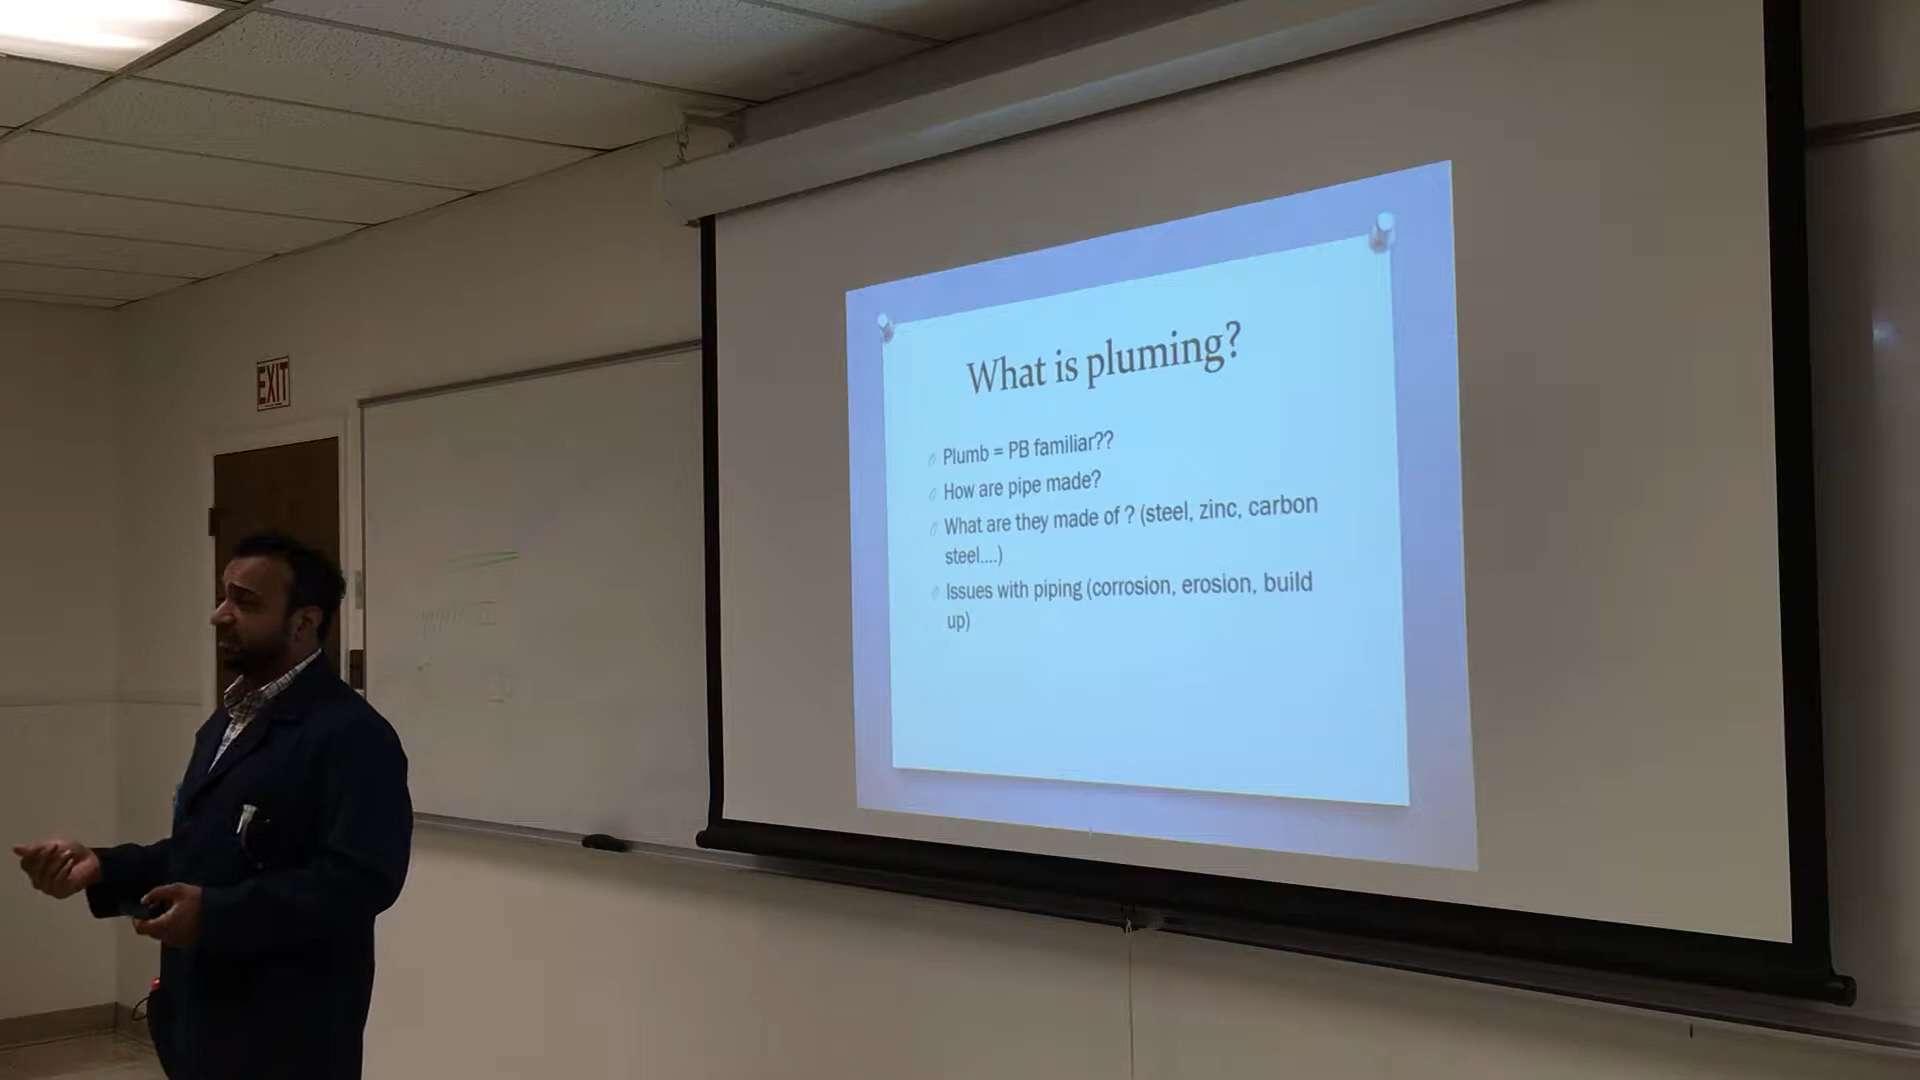 EXIT
What is pluming?
Plumb = PB familiar??
How are pipe made?
What are they made of ? (steel, zinc, carbon
steel....)
Issues with piping (corrosion, erosion, build
up)